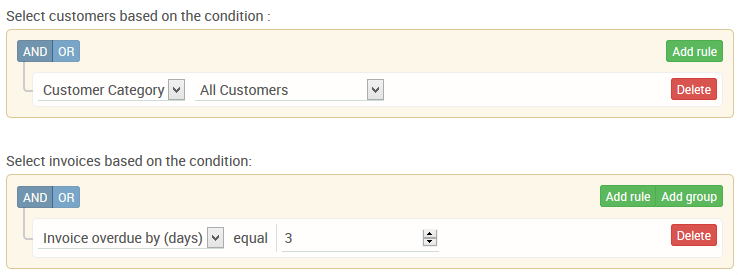 Select customers based on the condition :
AND OR Add rule
Customer Category All Customers Delete
Select invoices based on the condition:
AND OR Add rule Add group
Invoice overdue by (days) equal 3 Delete